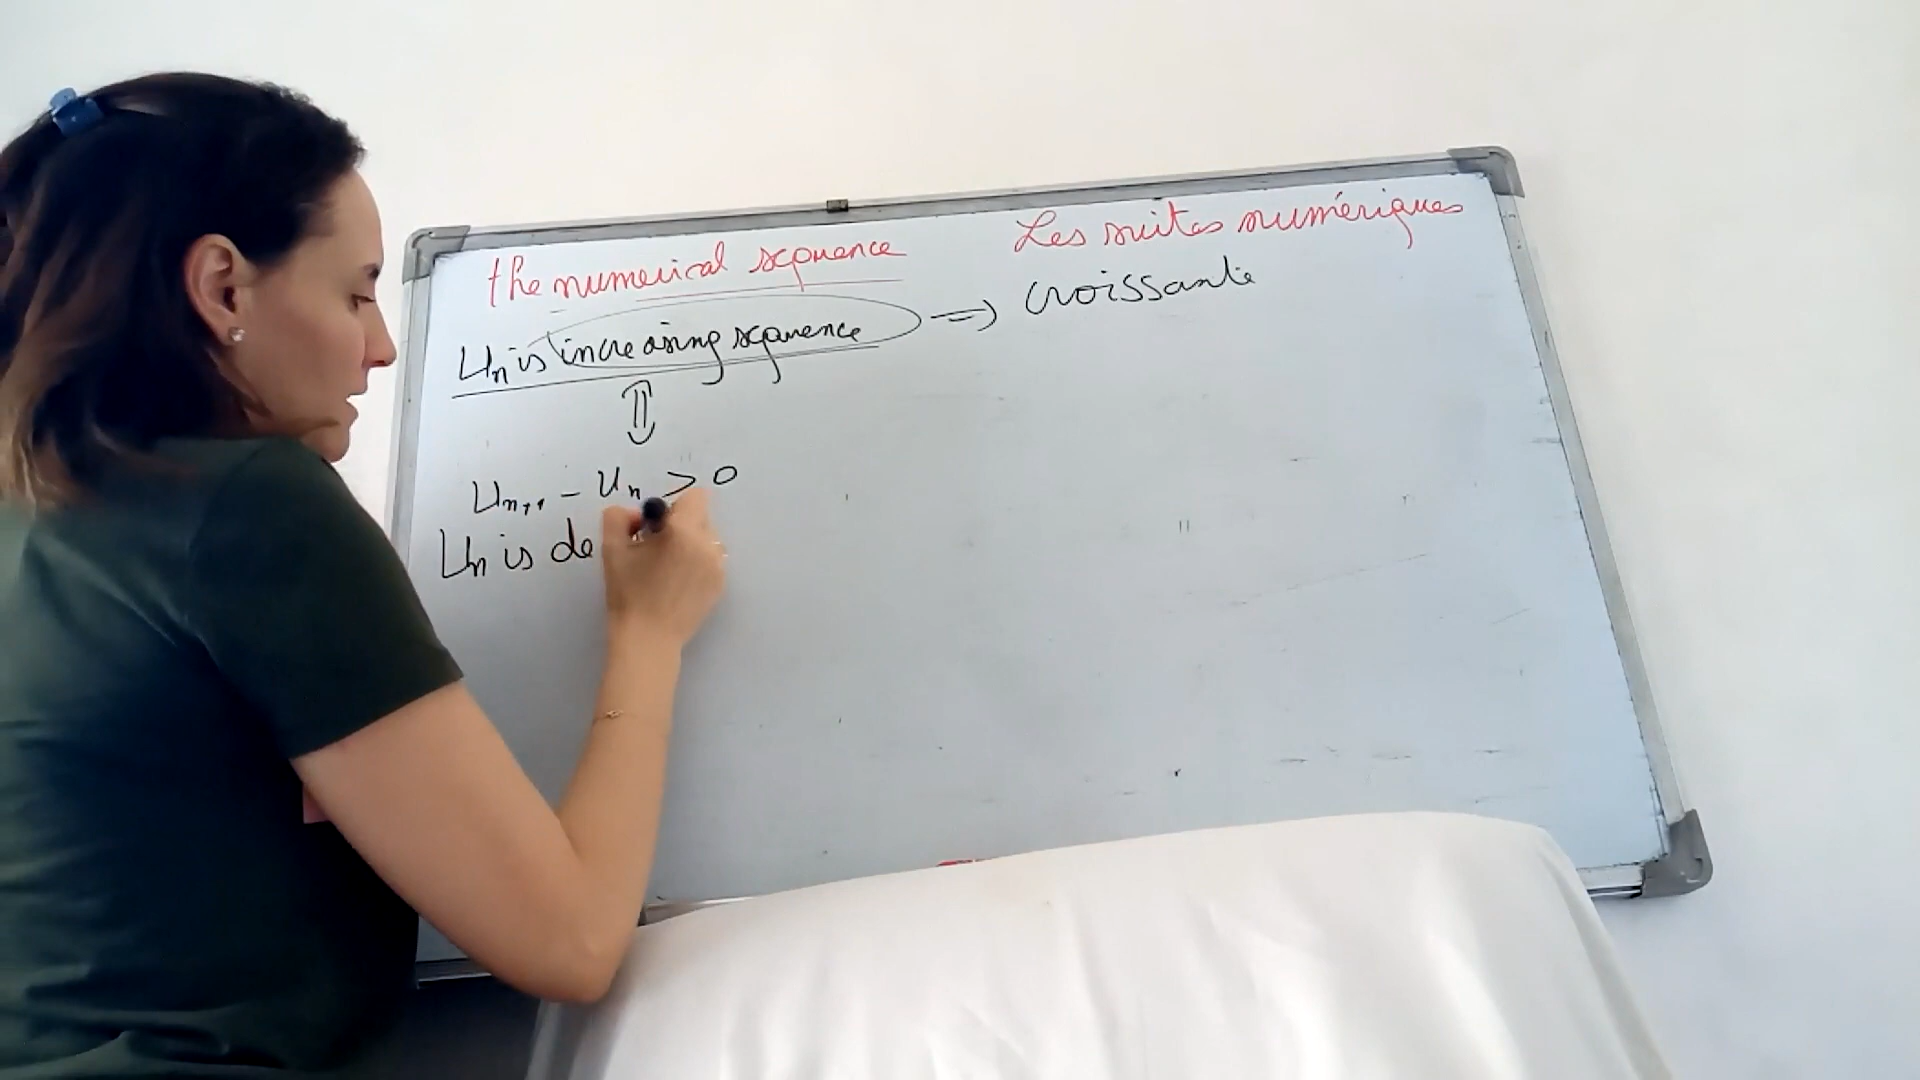 the numerical sequence Les suites numériques
Un is increasing sequence => croissante
⇕
Un+1 - Un > 0
Un is de